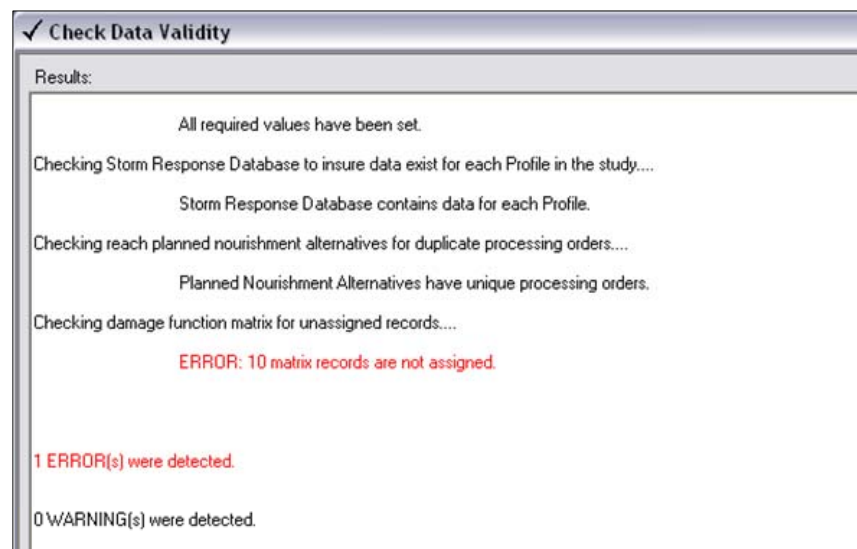 Check Data Validity
Results:
All required values have been set.
Checking Storm Response Database to insure data exist for each Profile in the study....
Storm Response Database contains data for each Profile.
Checking reach planned nourishment alternatives for duplicate processing orders....
Planned Nourishment Alternatives have unique processing orders.
Checking damage function matrix for unassigned records....
ERROR: 10 matrix records are not assigned.
1 ERROR(s) were detected.
0 WARNING(s) were detected.